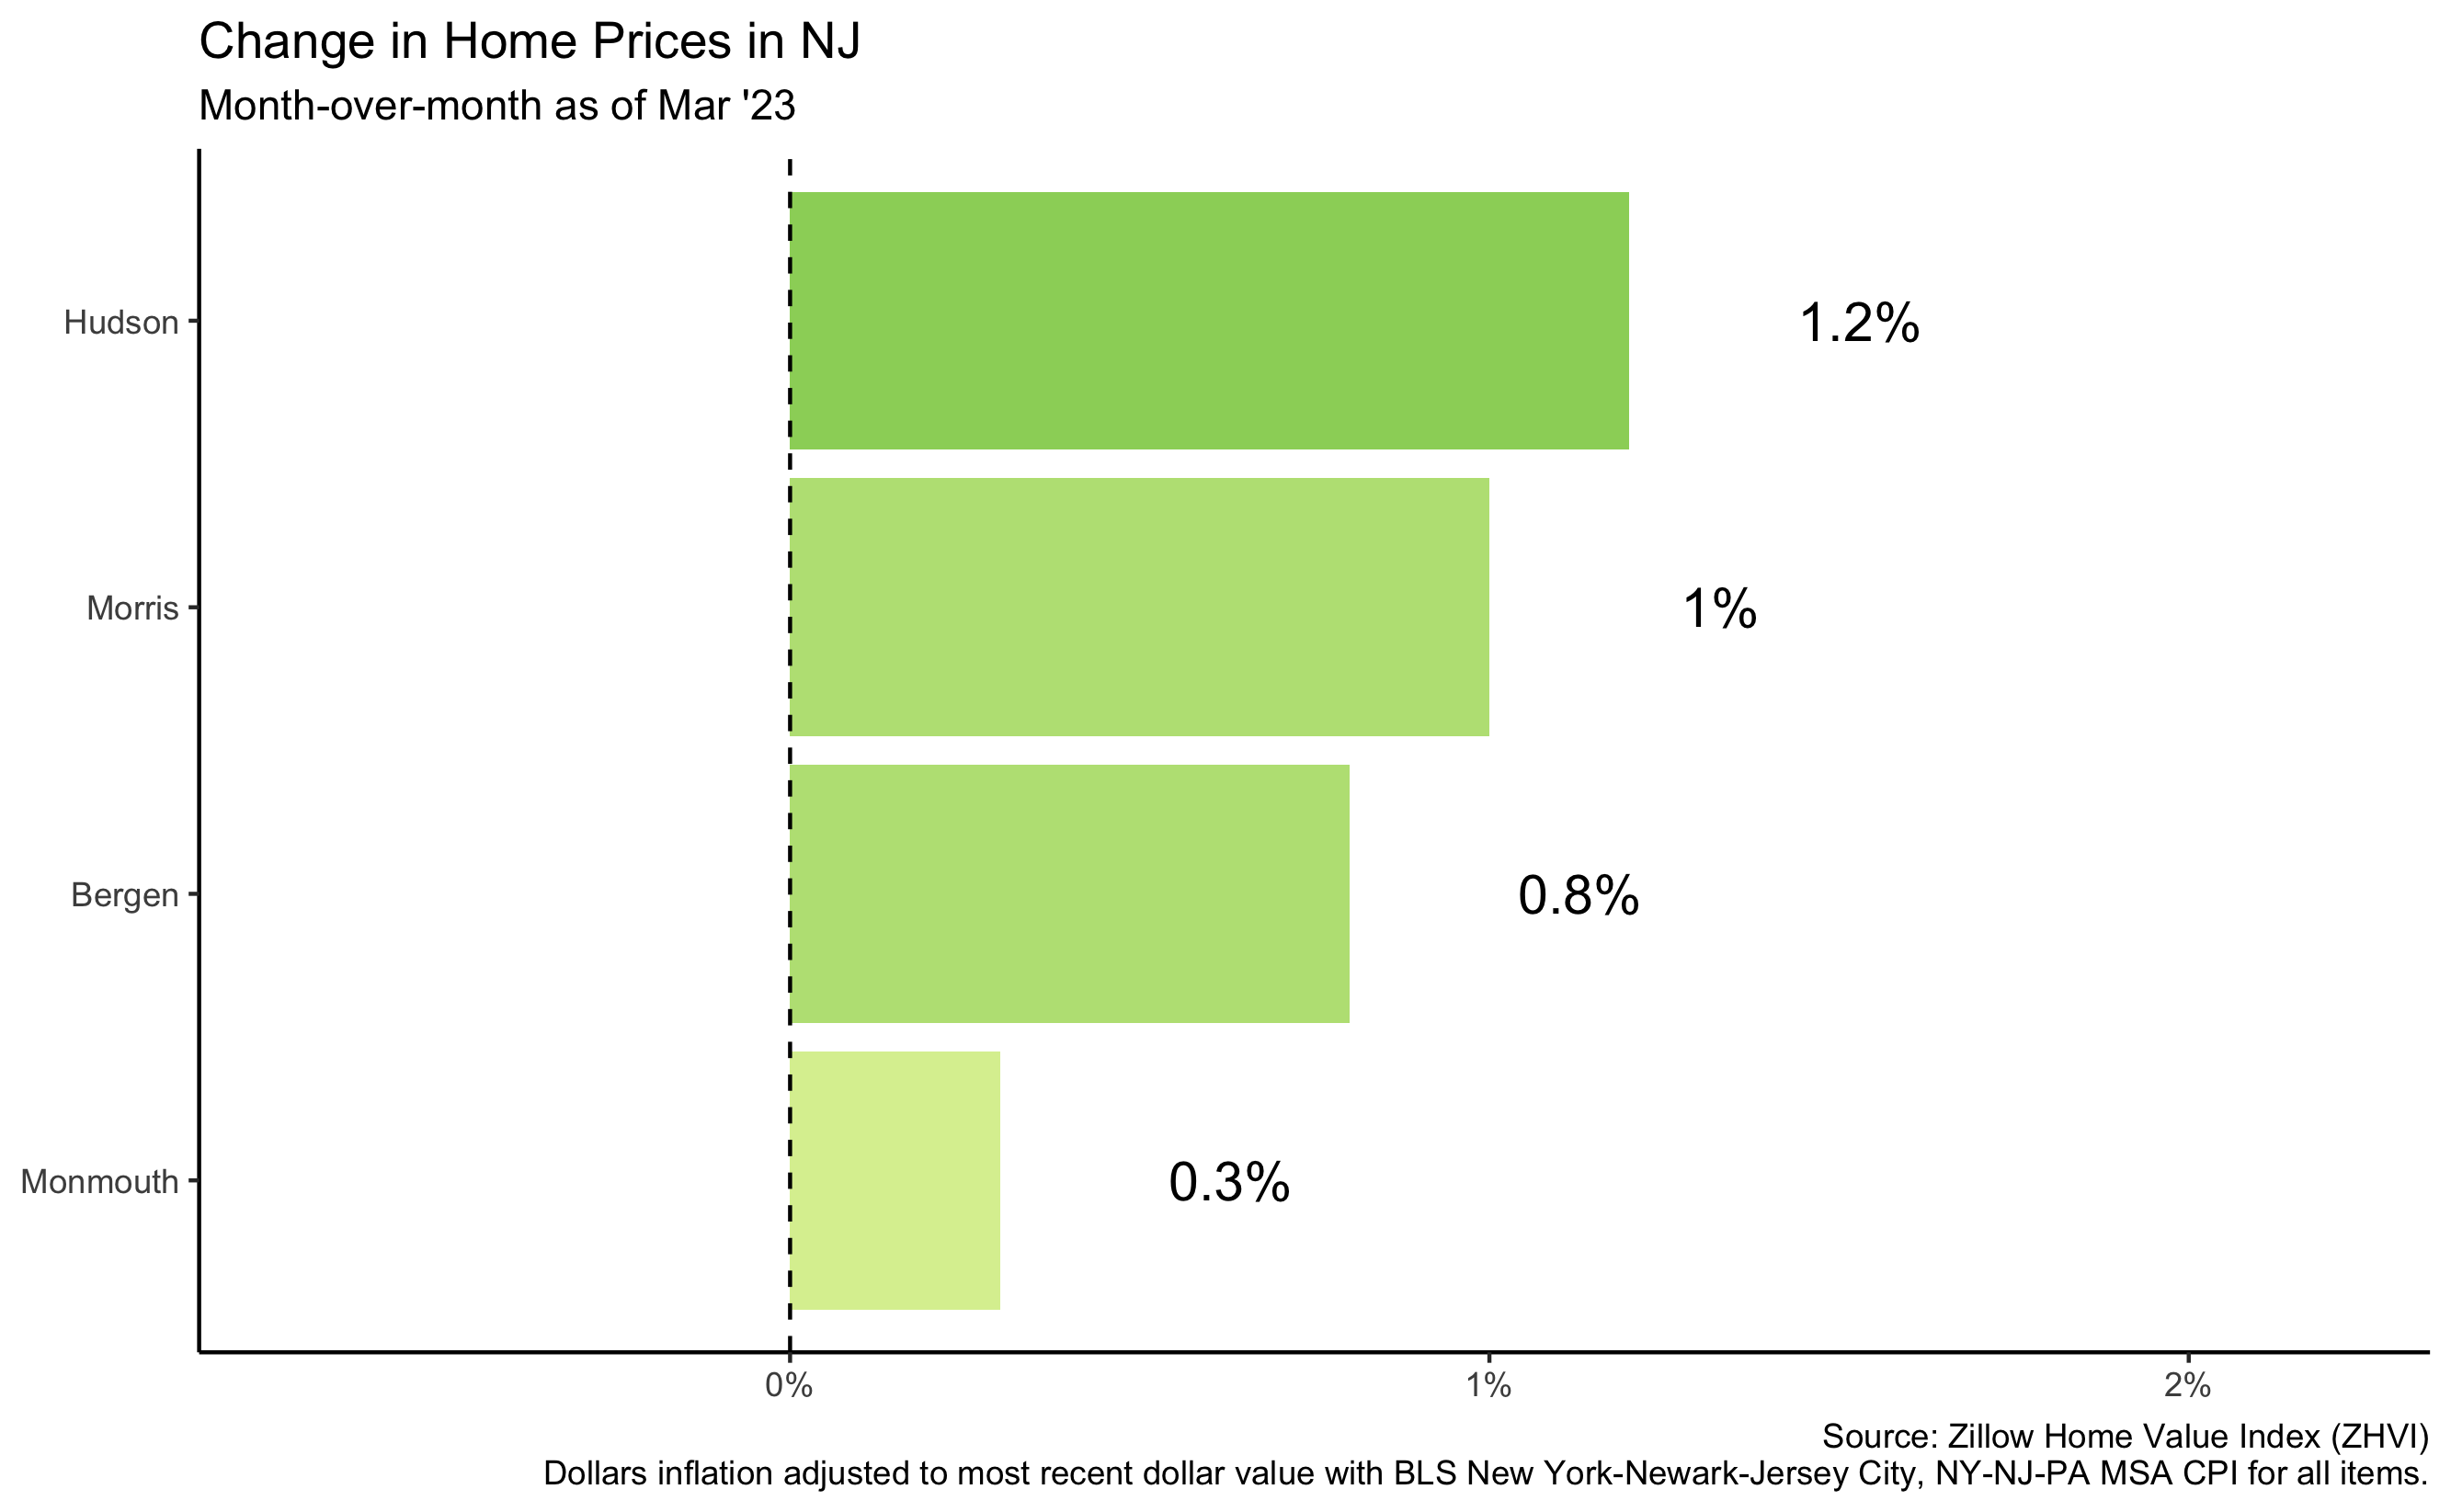 Change in Home Prices in NJ
Month-over-month as of Mar '23
Hudson
1.2%
Morris
1%
Bergen
0.8%
Monmouth
0.3%
0%
1%
2%
Source: Zillow Home Value Index (ZHVI)
Dollars inflation adjusted to most recent dollar value with BLS New York-Newark-Jersey City, NY-NJ-PA MSA CPI for all items.